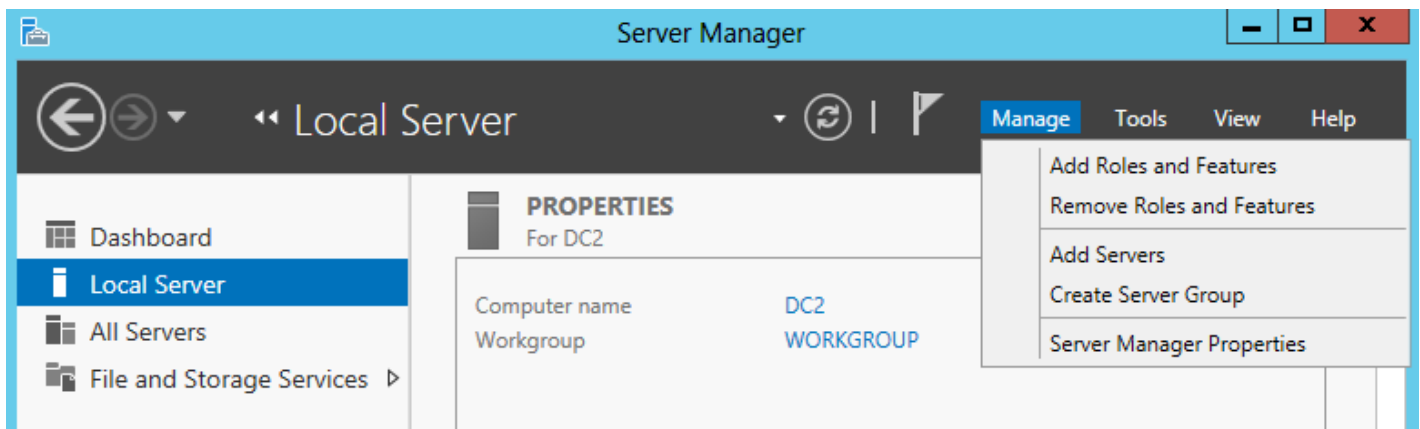 Server Manager
Local Server
Manage Tools View Help
Add Roles and Features
Remove Roles and Features
Add Servers
Create Server Group
Server Manager Properties
Dashboard
Local Server
All Servers
File and Storage Services
PROPERTIES
For DC2
Computer name DC2
Workgroup WORKGROUP